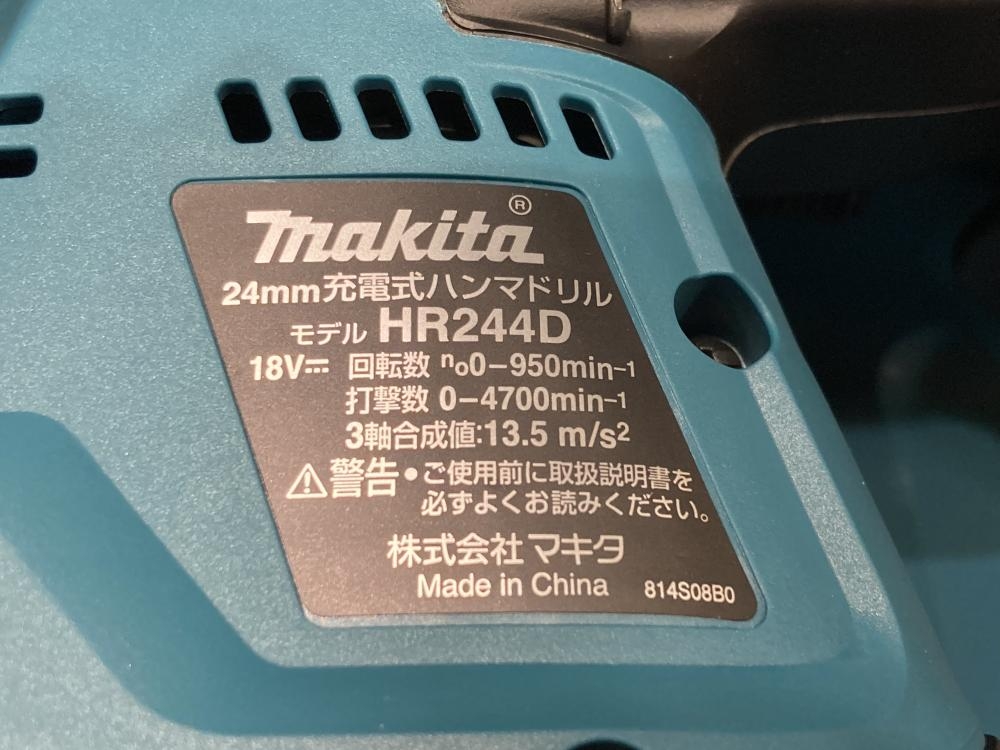 makita®
24mm充電式ハンマドリル
モデル HR244D
18V⎓ 回転数 n₀0-950min-1
打撃数 0-4700min-1
3軸合成値:13.5 m/s²
⚠警告・ご使用前に取扱説明書を
必ずよくお読みください。
株式会社マキタ
Made in China 814S08B0